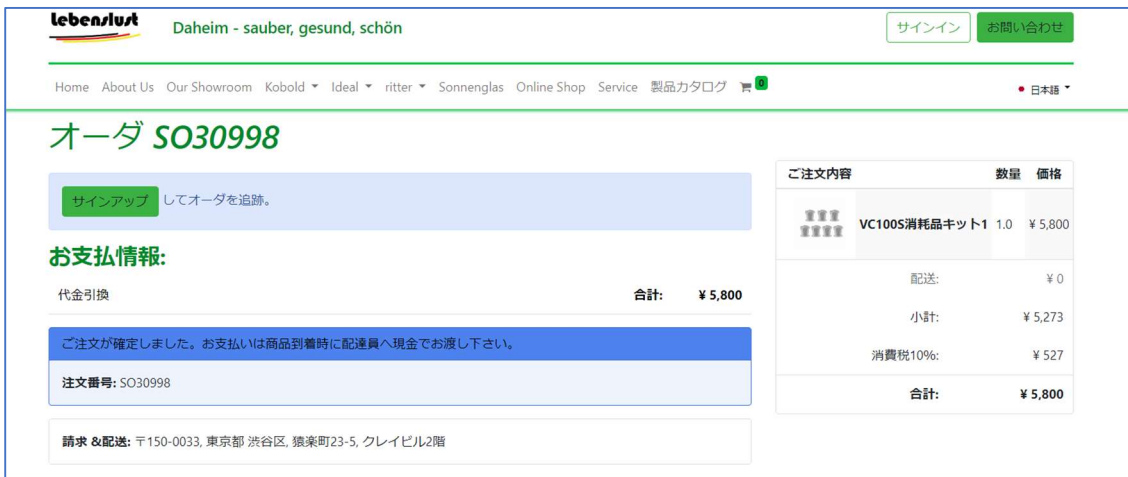 Lebenslust
Daheim - sauber, gesund, schön
サインイン お問い合わせ
Home About Us Our Showroom Kobold Ideal ritter Sonnenglas Online Shop Service 製品カタログ 0 日本語
オーダ SO30998
サインアップ してオーダを追跡。
お支払情報:
代金引換 合計: ¥ 5,800
ご注文が確定しました。お支払いは商品到着時に配達員へ現金でお渡し下さい。
注文番号: SO30998
請求 &配送: 〒150-0033, 東京都 渋谷区, 猿楽町23-5, クレイビル2階
ご注文内容 数量 価格
VC100S消耗品キット1 1.0 ¥ 5,800
配送: ¥ 0
小計: ¥ 5,273
消費税10%: ¥ 527
合計: ¥ 5,800